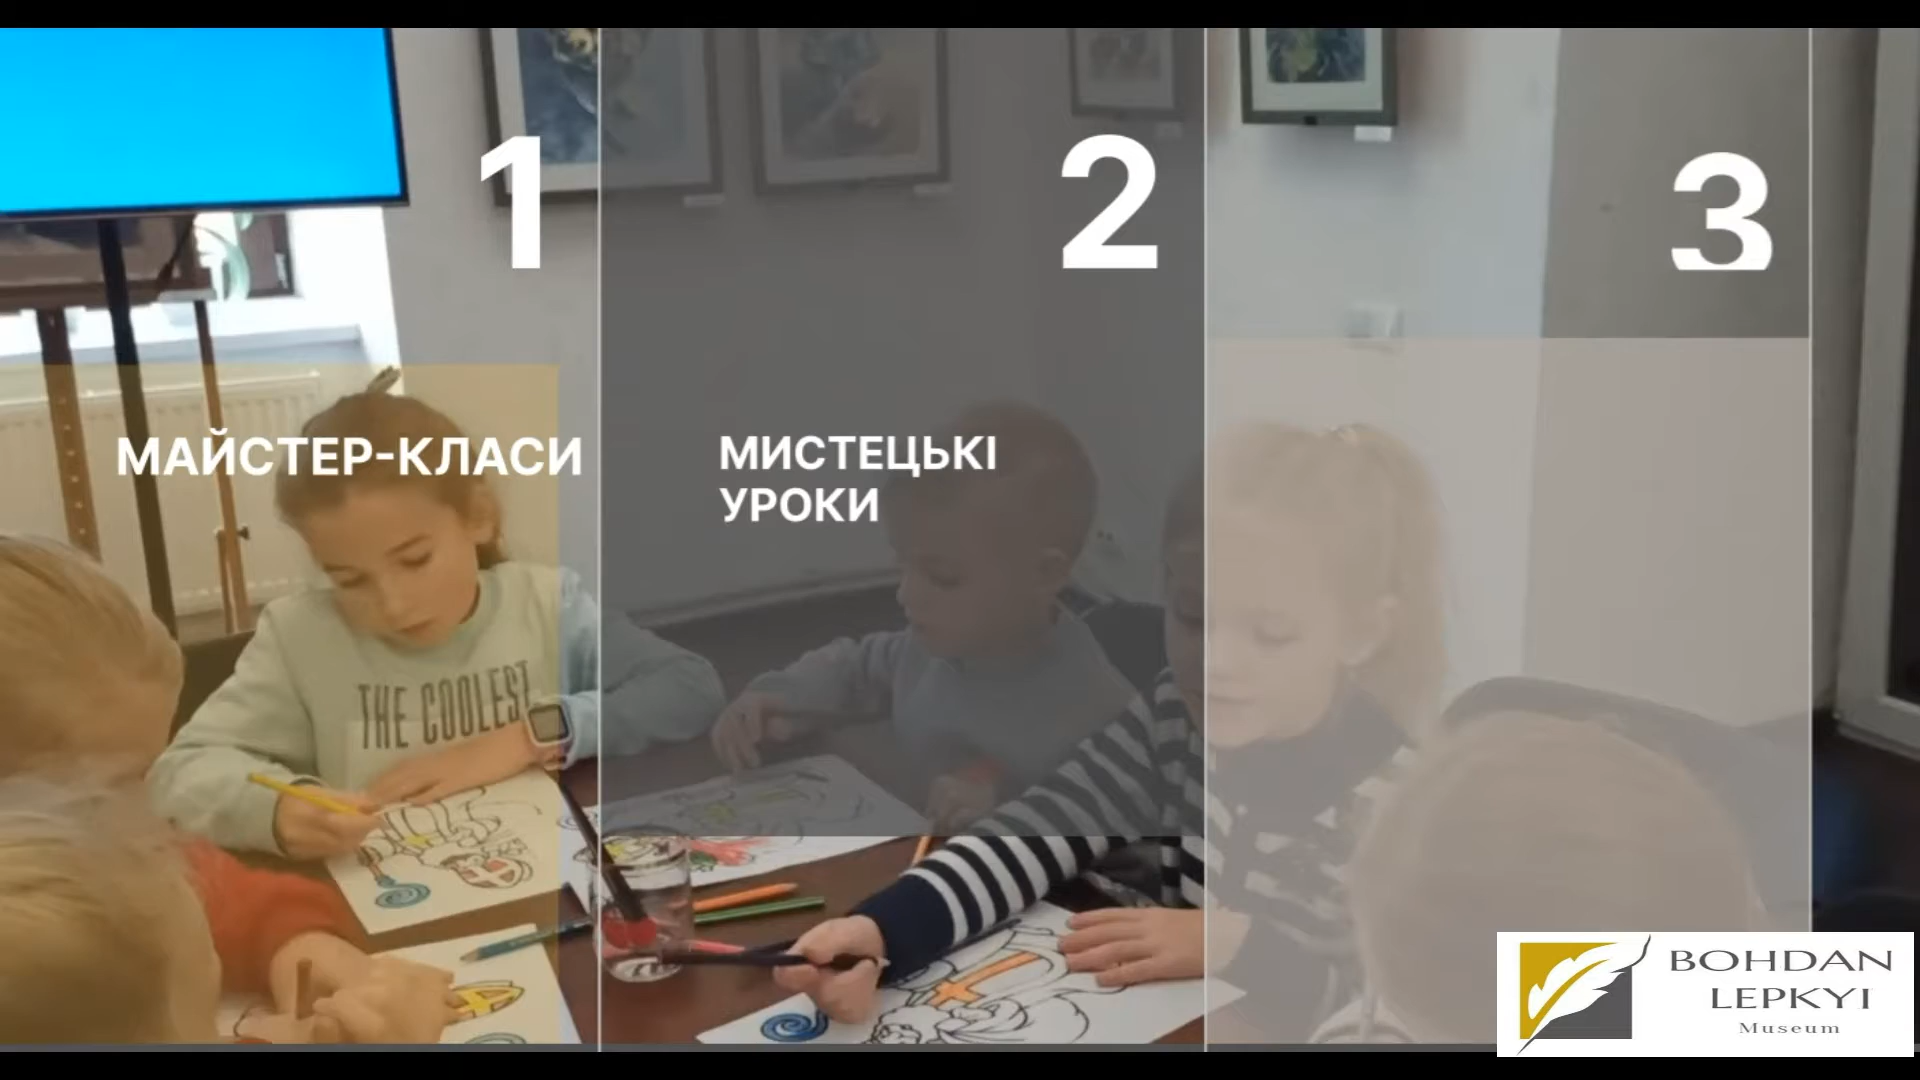 1
2
3
МАЙСТЕР-КЛАСИ
МИСТЕЦЬКІ
УРОКИ
THE COOLEST
BOHDAN
LEPKYI
Museum